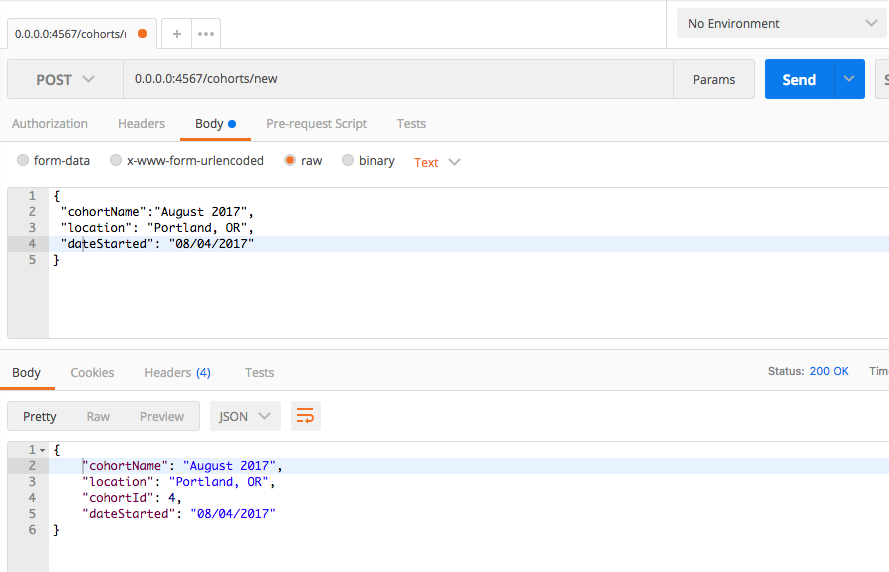 No Environment
0.0.0.0:4567/cohorts/
+ •••
POST 0.0.0.0:4567/cohorts/new Params Send
Authorization Headers Body Pre-request Script Tests
form-data x-www-form-urlencoded raw binary Text
1 {
2 "cohortName":"August 2017",
3 "location": "Portland, OR",
4 "dateStarted": "08/04/2017"
5 }
Body Cookies Headers (4) Tests Status: 200 OK
Pretty Raw Preview JSON
1 {
2 "cohortName": "August 2017",
3 "location": "Portland, OR",
4 "cohortId": 4,
5 "dateStarted": "08/04/2017"
6 }